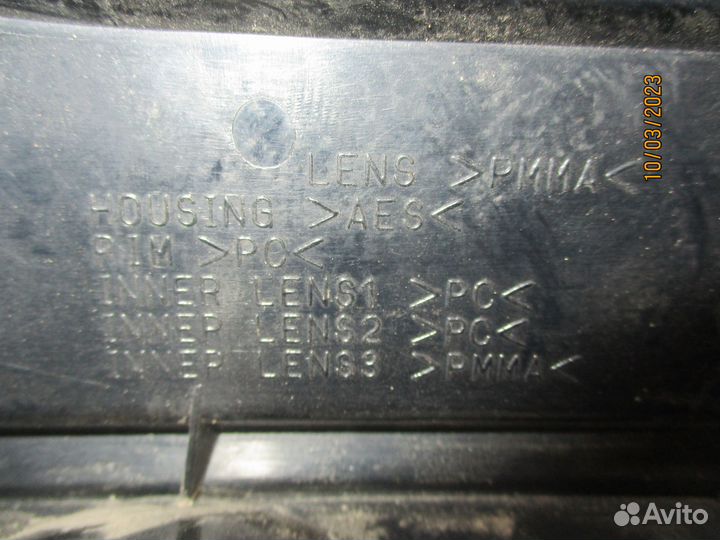 LENS >PMMA<
HOUSING >AES<
RIM >PC<
INNER LENS1 >PC<
INNER LENS2 >PC<
INNER LENS3 >PMMA<
10/03/2023
Avito